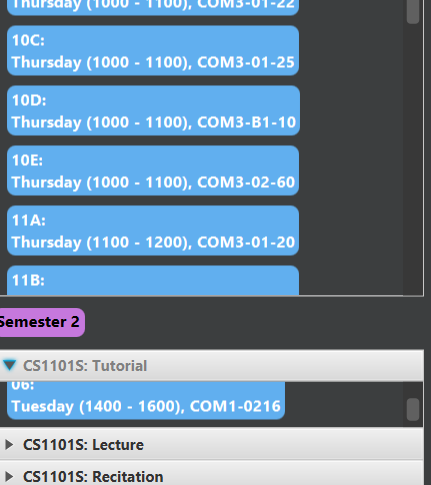 Thursday (1000 - 1100), COM3-01-22
10C:
Thursday (1000 - 1100), COM3-01-25
10D:
Thursday (1000 - 1100), COM3-B1-10
10E:
Thursday (1000 - 1100), COM3-02-60
11A:
Thursday (1100 - 1200), COM3-01-20
11B:
Semester 2
CS1101S: Tutorial
06:
Tuesday (1400 - 1600), COM1-0216
CS1101S: Lecture
CS1101S: Recitation